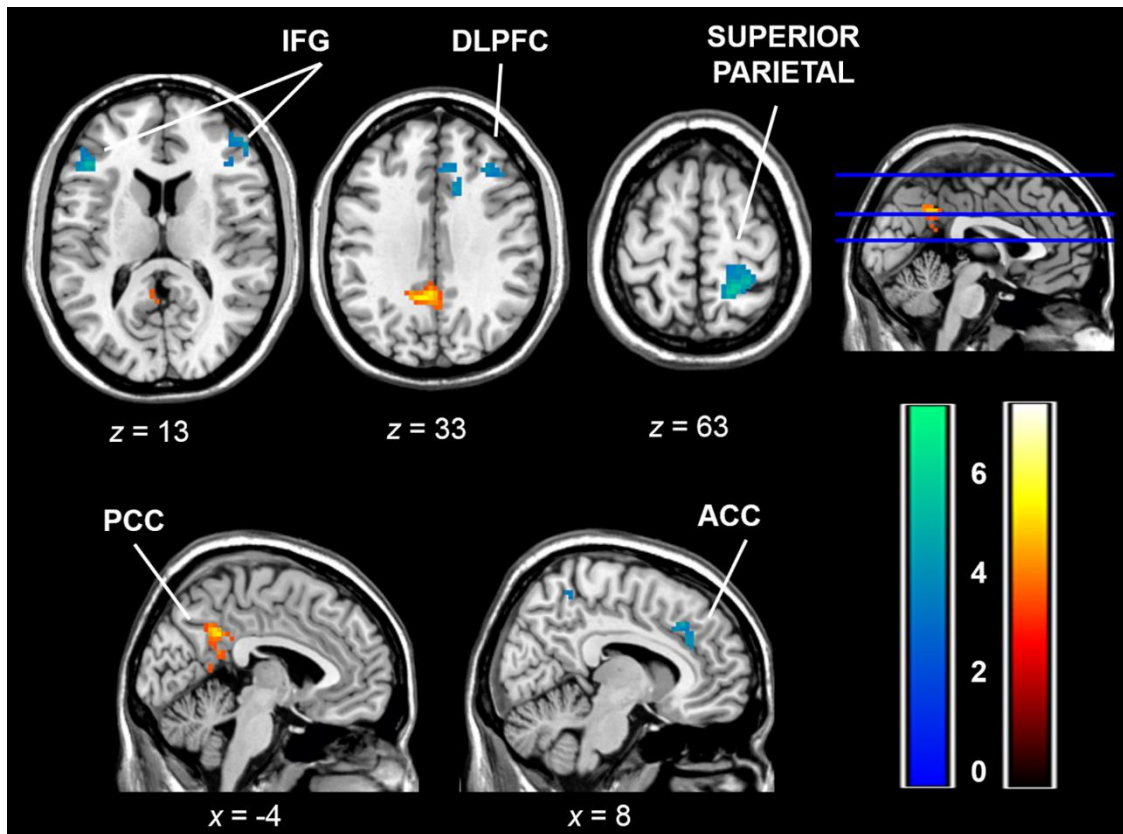 IFG
DLPFC
SUPERIOR
PARIETAL
z = 13
z = 33
z = 63
PCC
ACC
6
4
2
0
x = -4
x = 8